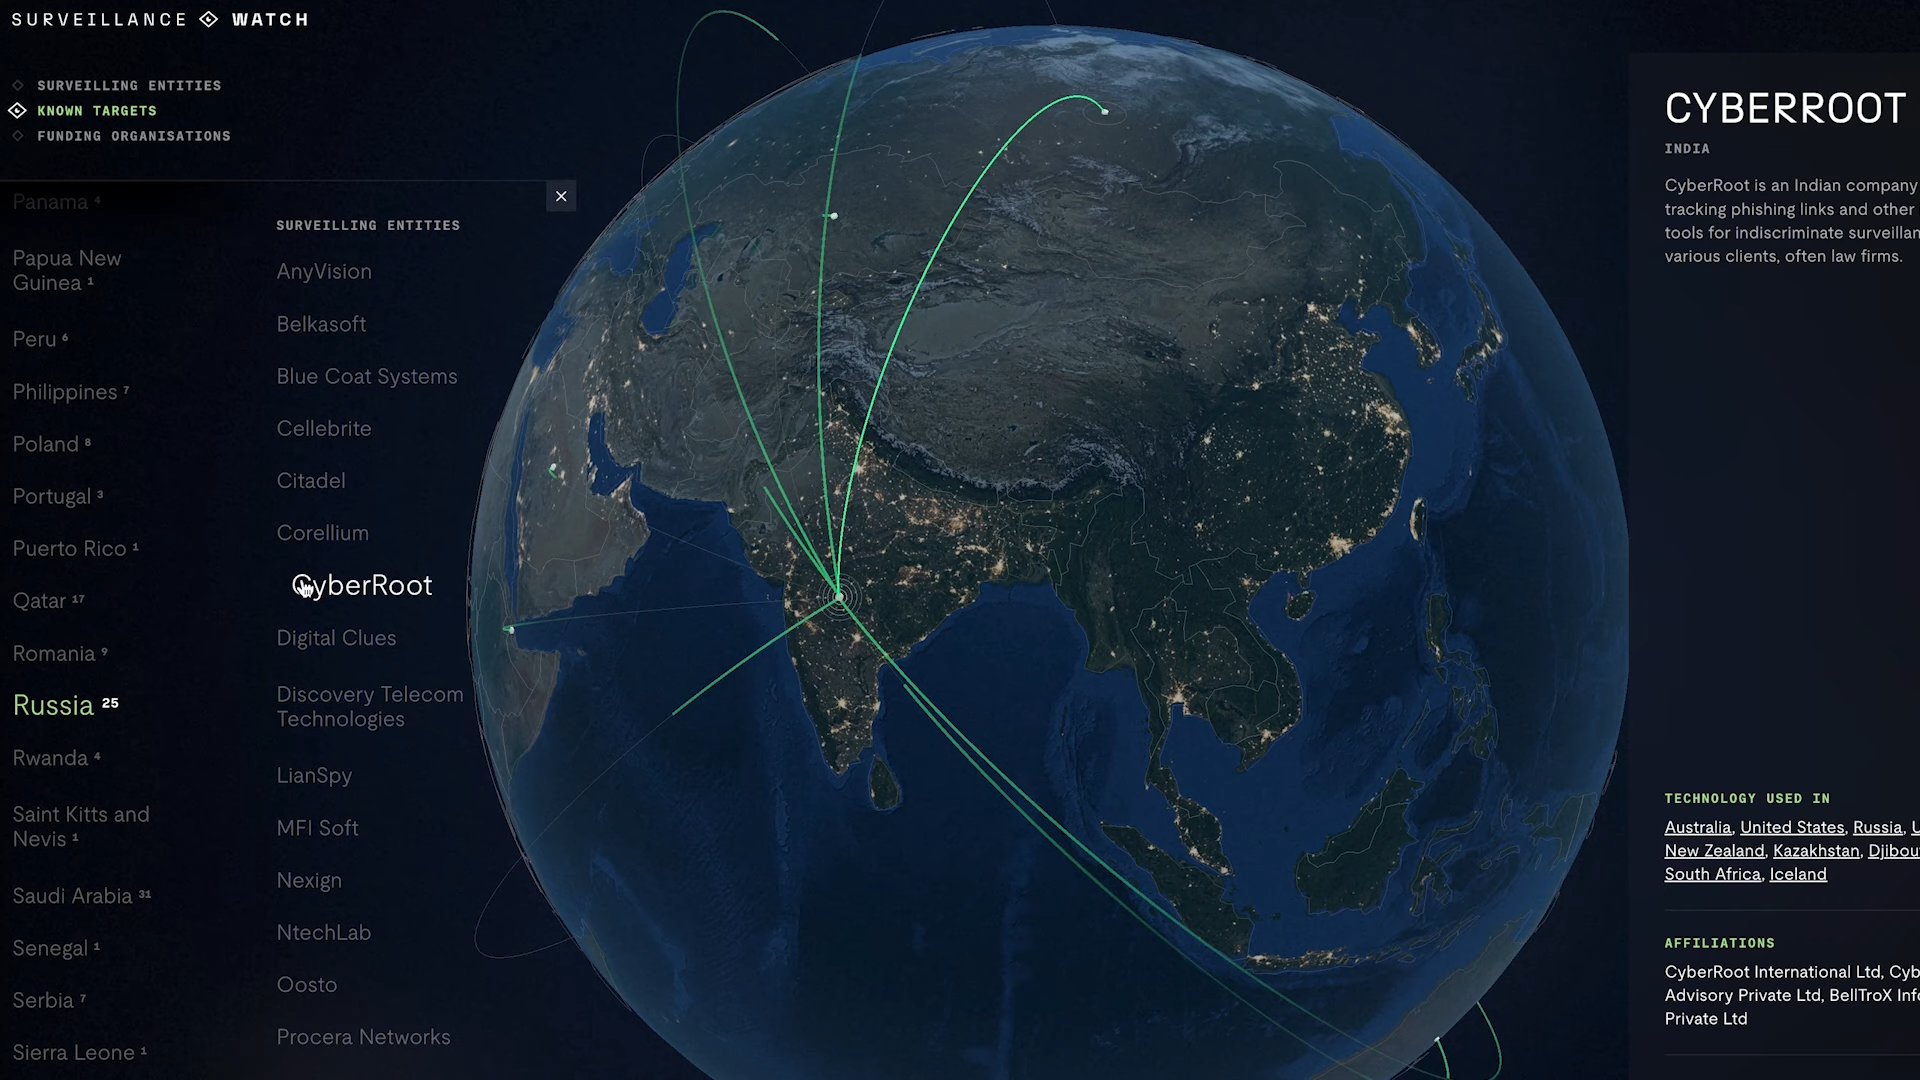 SURVEILLANCE WATCH
SURVEILLING ENTITIES
KNOWN TARGETS
FUNDING ORGANISATIONS
Panama 4
Papua New
Guinea 1
Peru 6
Philippines 7
Poland 8
Portugal 3
Puerto Rico 1
Qatar 17
Romania 9
Russia 25
Rwanda 4
Saint Kitts and
Nevis 1
Saudi Arabia 31
Senegal 1
Serbia 7
Sierra Leone 1
SURVEILLING ENTITIES
AnyVision
Belkasoft
Blue Coat Systems
Cellebrite
Citadel
Corellium
CyberRoot
Digital Clues
Discovery Telecom
Technologies
LianSpy
MFI Soft
Nexign
NtechLab
Oosto
Procera Networks
CYBERROOT
INDIA
CyberRoot is an Indian company
tracking phishing links and other
tools for indiscriminate
various clients, often law firms.
TECHNOLOGY USED IN
Australia, United States, Russia,
New Zealand, Kazakhstan,
South Africa, Iceland
AFFILIATIONS
CyberRoot International Ltd,
Advisory Private Ltd, BellTroX
Private Ltd